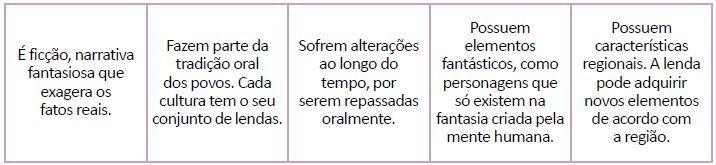 É ficção, narrativa
fantasiosa que
exagera os
fatos reais.
Fazem parte da
tradição oral
dos povos. Cada
cultura tem o seu
conjunto de lendas.
Sofrem alterações
ao longo do
tempo, por
serem repassadas
oralmente.
Possuem
elementos
fantásticos, como
personagens que
só existem na
fantasia criada pela
mente humana.
Possuem
características
regionais. A lenda
pode adquirir
novos elementos
de acordo com
a região.